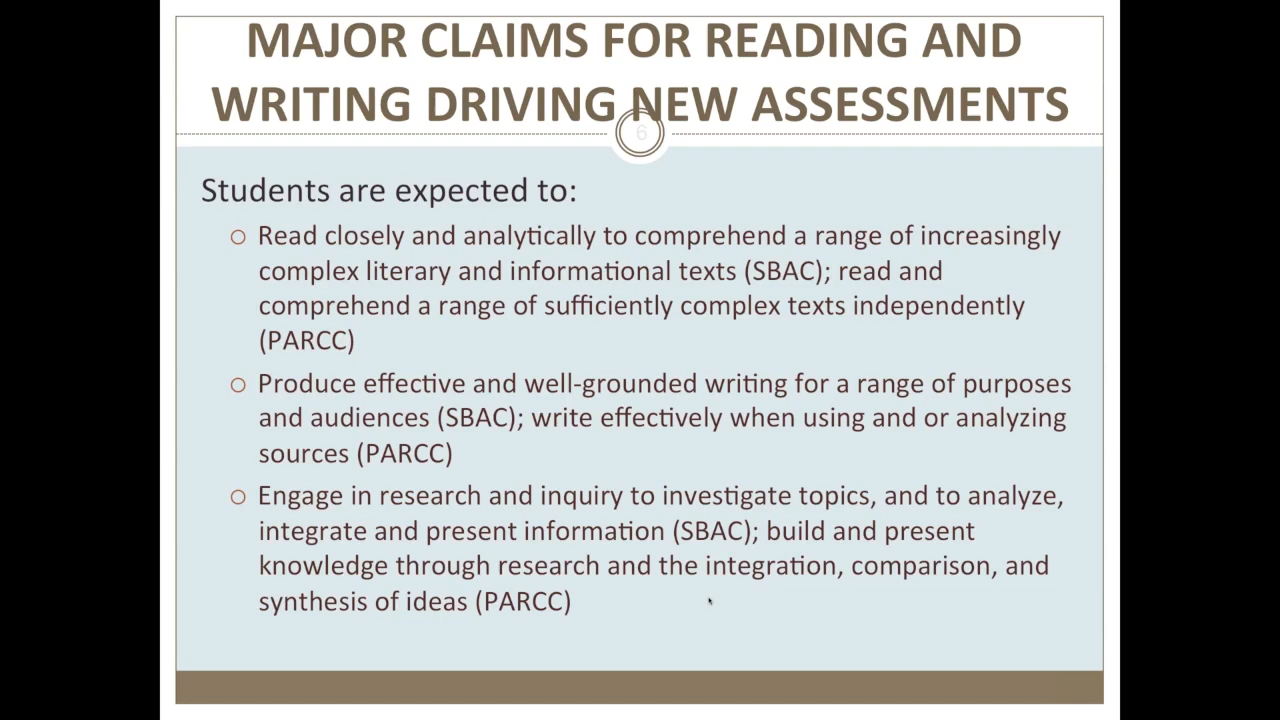 MAJOR CLAIMS FOR READING AND
WRITING DRIVING NEW ASSESSMENTS
6
Students are expected to:
Read closely and analytically to comprehend a range of increasingly
complex literary and informational texts (SBAC); read and
comprehend a range of sufficiently complex texts independently
(PARCC)
Produce effective and well-grounded writing for a range of purposes
and audiences (SBAC); write effectively when using and or analyzing
sources (PARCC)
Engage in research and inquiry to investigate topics, and to analyze,
integrate and present information (SBAC); build and present
knowledge through research and the integration, comparison, and
synthesis of ideas (PARCC)